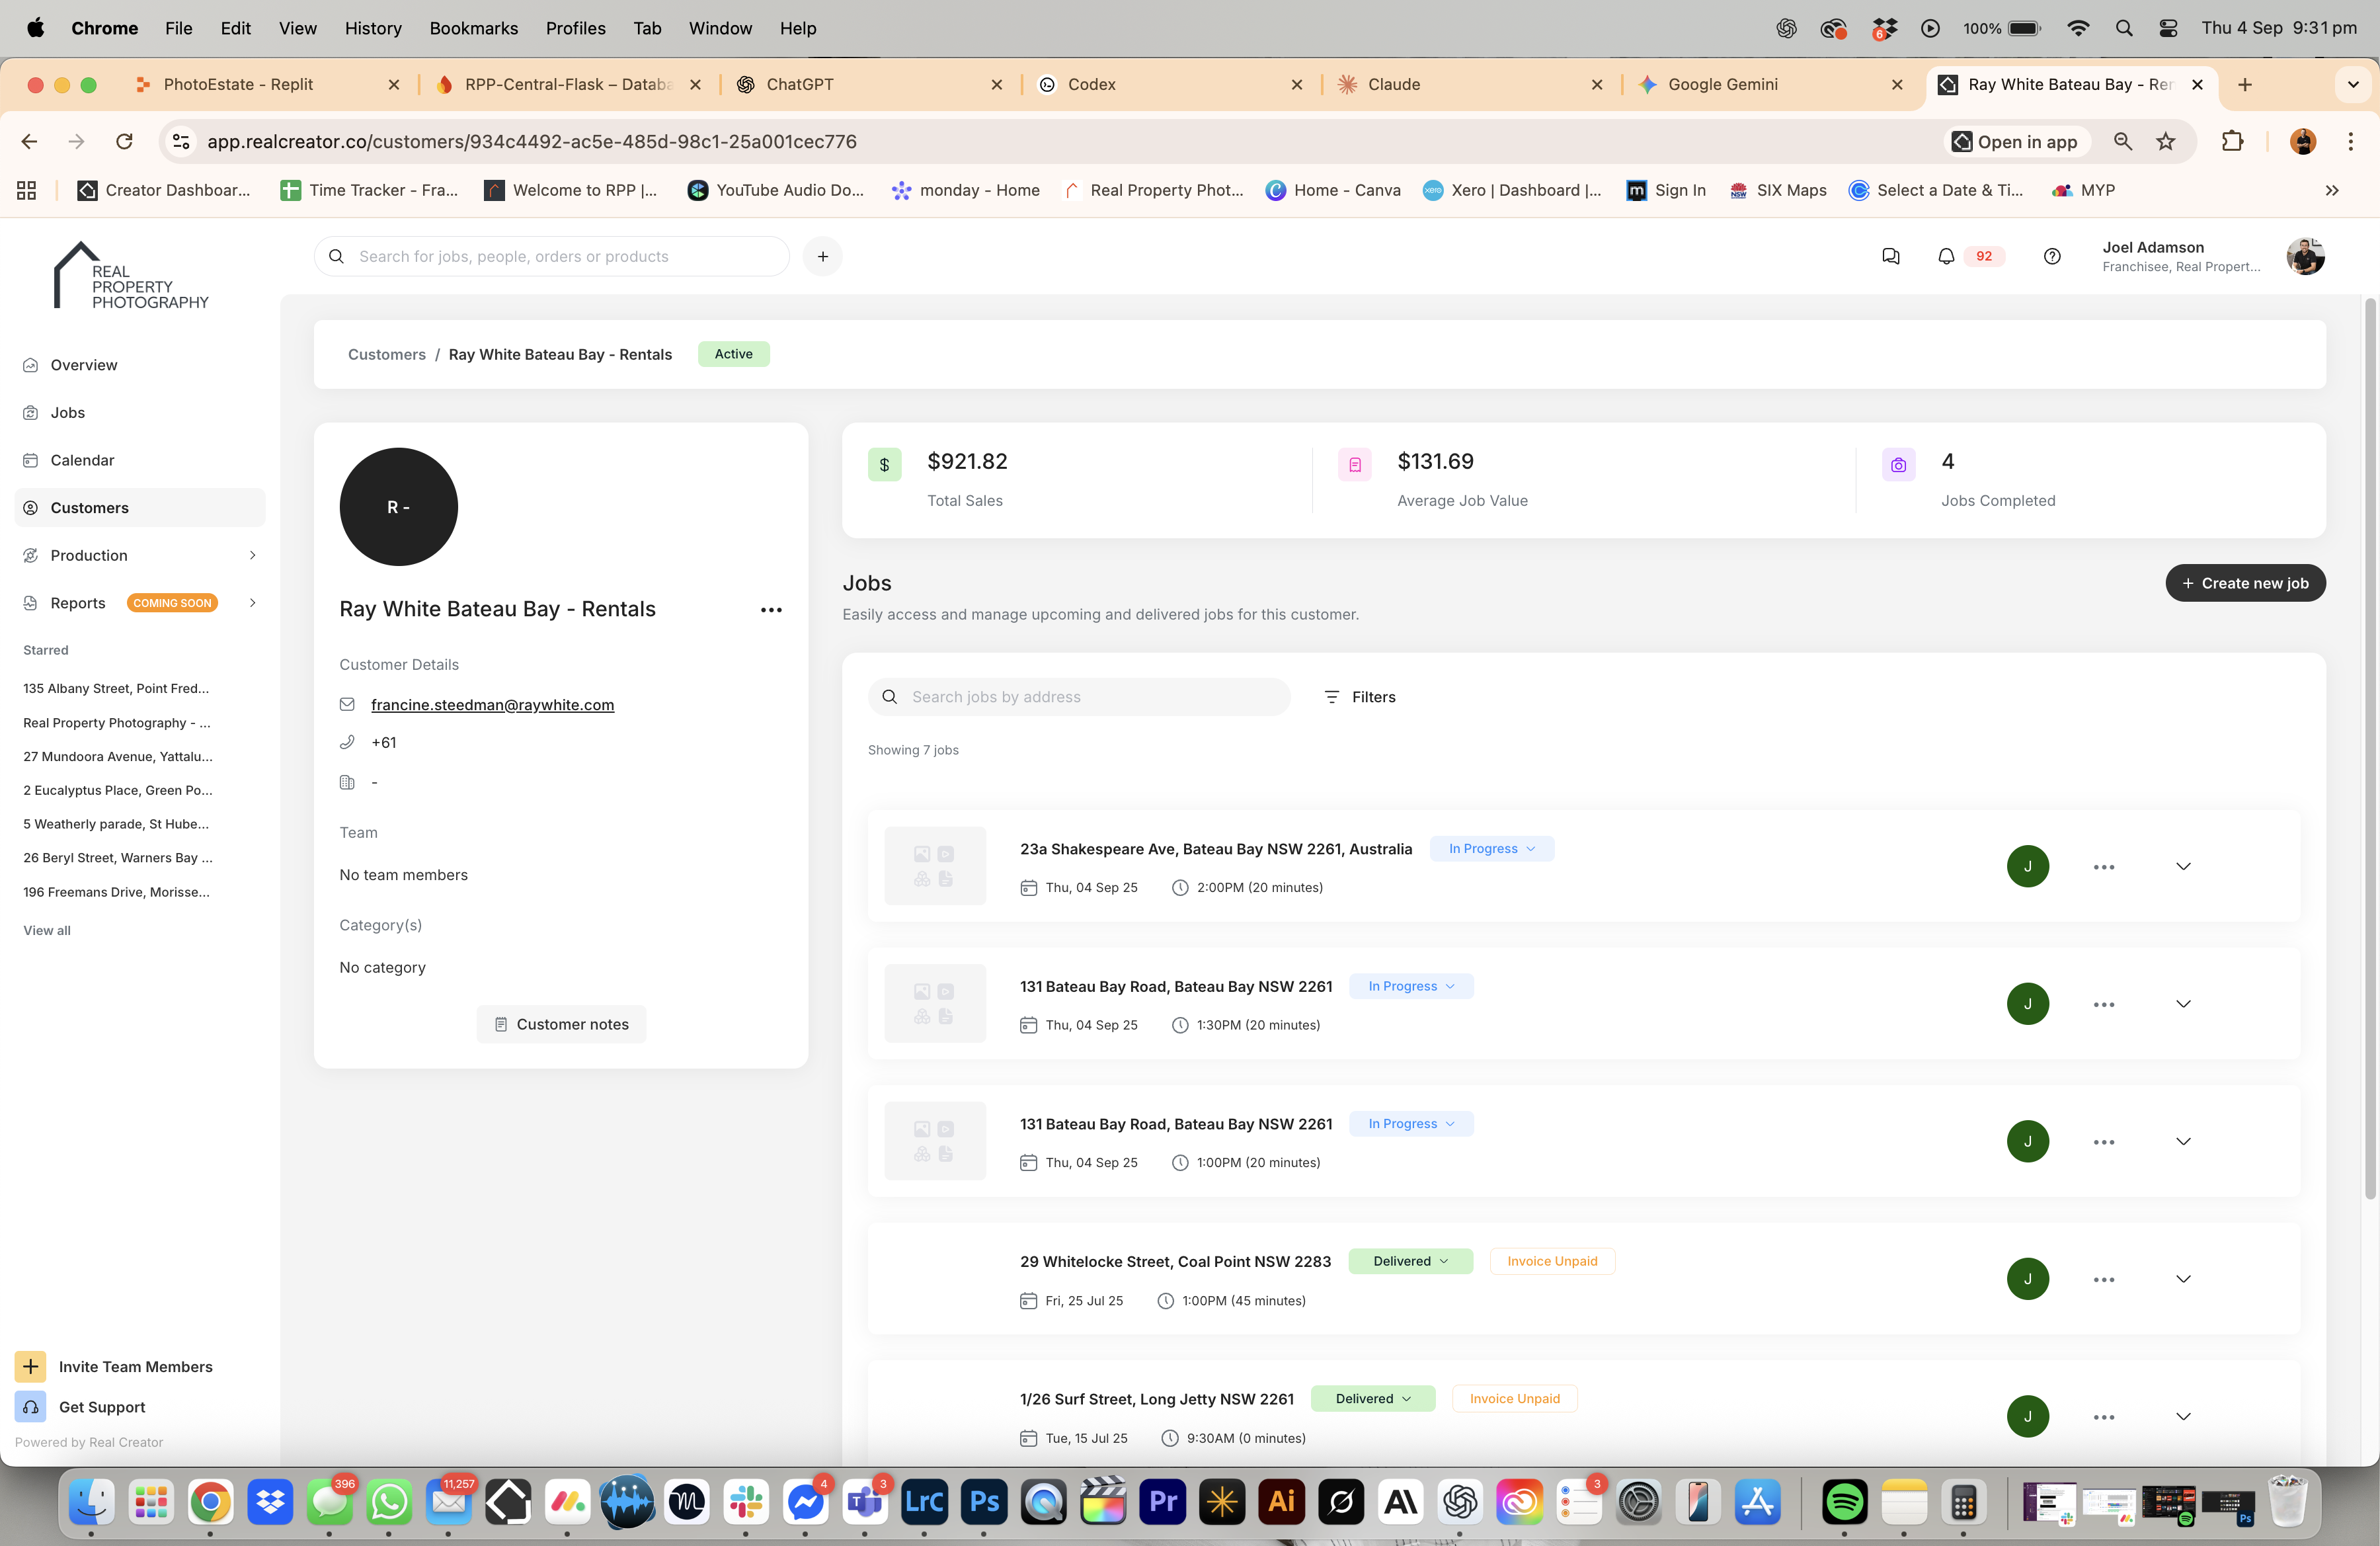 Chrome File Edit View History Bookmarks Profiles Tab Window Help 6 100% Thu 4 Sep 9:31 pm
PhotoEstate - Replit RPP-Central-Flask – Databa ChatGPT Codex Claude Google Gemini Ray White Bateau Bay - Ren
app.realcreator.co/customers/934c4492-ac5e-485d-98c1-25a001cec776 Open in app
Creator Dashboar... Time Tracker - Fra... Welcome to RPP |... YouTube Audio Do... monday - Home Real Property Phot... Home - Canva Xero | Dashboard |... Sign In SIX Maps Select a Date & Ti... MYP
REAL
PROPERTY
PHOTOGRAPHY
Search for jobs, people, orders or products
92
Joel Adamson
Franchisee, Real Propert...
Overview
Jobs
Calendar
Customers
Production
Reports COMING SOON
Starred
135 Albany Street, Point Fred...
Real Property Photography - ...
27 Mundoora Avenue, Yattalu...
2 Eucalyptus Place, Green Po...
5 Weatherly parade, St Hube...
26 Beryl Street, Warners Bay ...
196 Freemans Drive, Morisse...
View all
Invite Team Members
Get Support
Powered by Real Creator
Customers / Ray White Bateau Bay - Rentals Active
R -
Ray White Bateau Bay - Rentals
Customer Details
francine.steedman@raywhite.com
+61
-
Team
No team members
Category(s)
No category
Customer notes
$ $921.82
Total Sales
$131.69
Average Job Value
4
Jobs Completed
Jobs
Easily access and manage upcoming and delivered jobs for this customer.
+ Create new job
Search jobs by address Filters
Showing 7 jobs
23a Shakespeare Ave, Bateau Bay NSW 2261, Australia In Progress
Thu, 04 Sep 25 2:00PM (20 minutes) J
131 Bateau Bay Road, Bateau Bay NSW 2261 In Progress
Thu, 04 Sep 25 1:30PM (20 minutes) J
131 Bateau Bay Road, Bateau Bay NSW 2261 In Progress
Thu, 04 Sep 25 1:00PM (20 minutes) J
29 Whitelocke Street, Coal Point NSW 2283 Delivered Invoice Unpaid
Fri, 25 Jul 25 1:00PM (45 minutes) J
1/26 Surf Street, Long Jetty NSW 2261 Delivered Invoice Unpaid
Tue, 15 Jul 25 9:30AM (0 minutes) J
396 11,257 4 3 LrC Ps Pr Ai 3 Ps